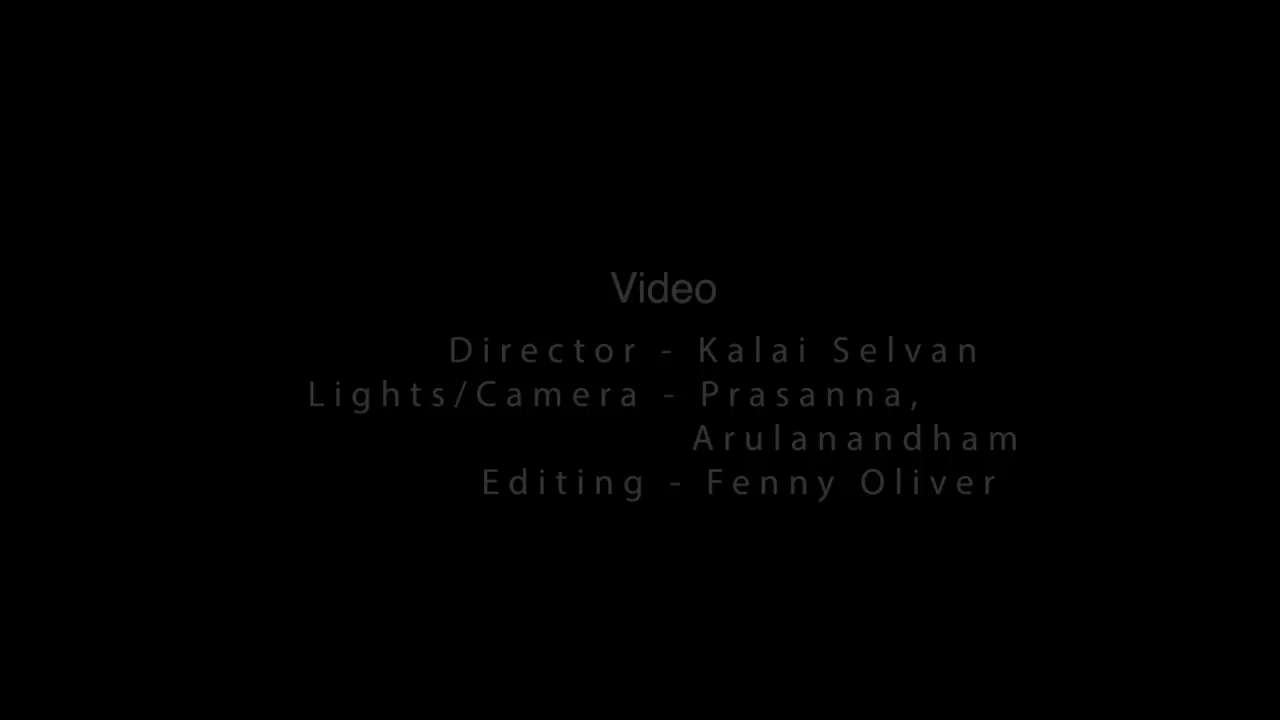 Video
Director - Kalai Selvan
Lights/Camera - Prasanna,
Arulanandham
Editing - Fenny Oliver